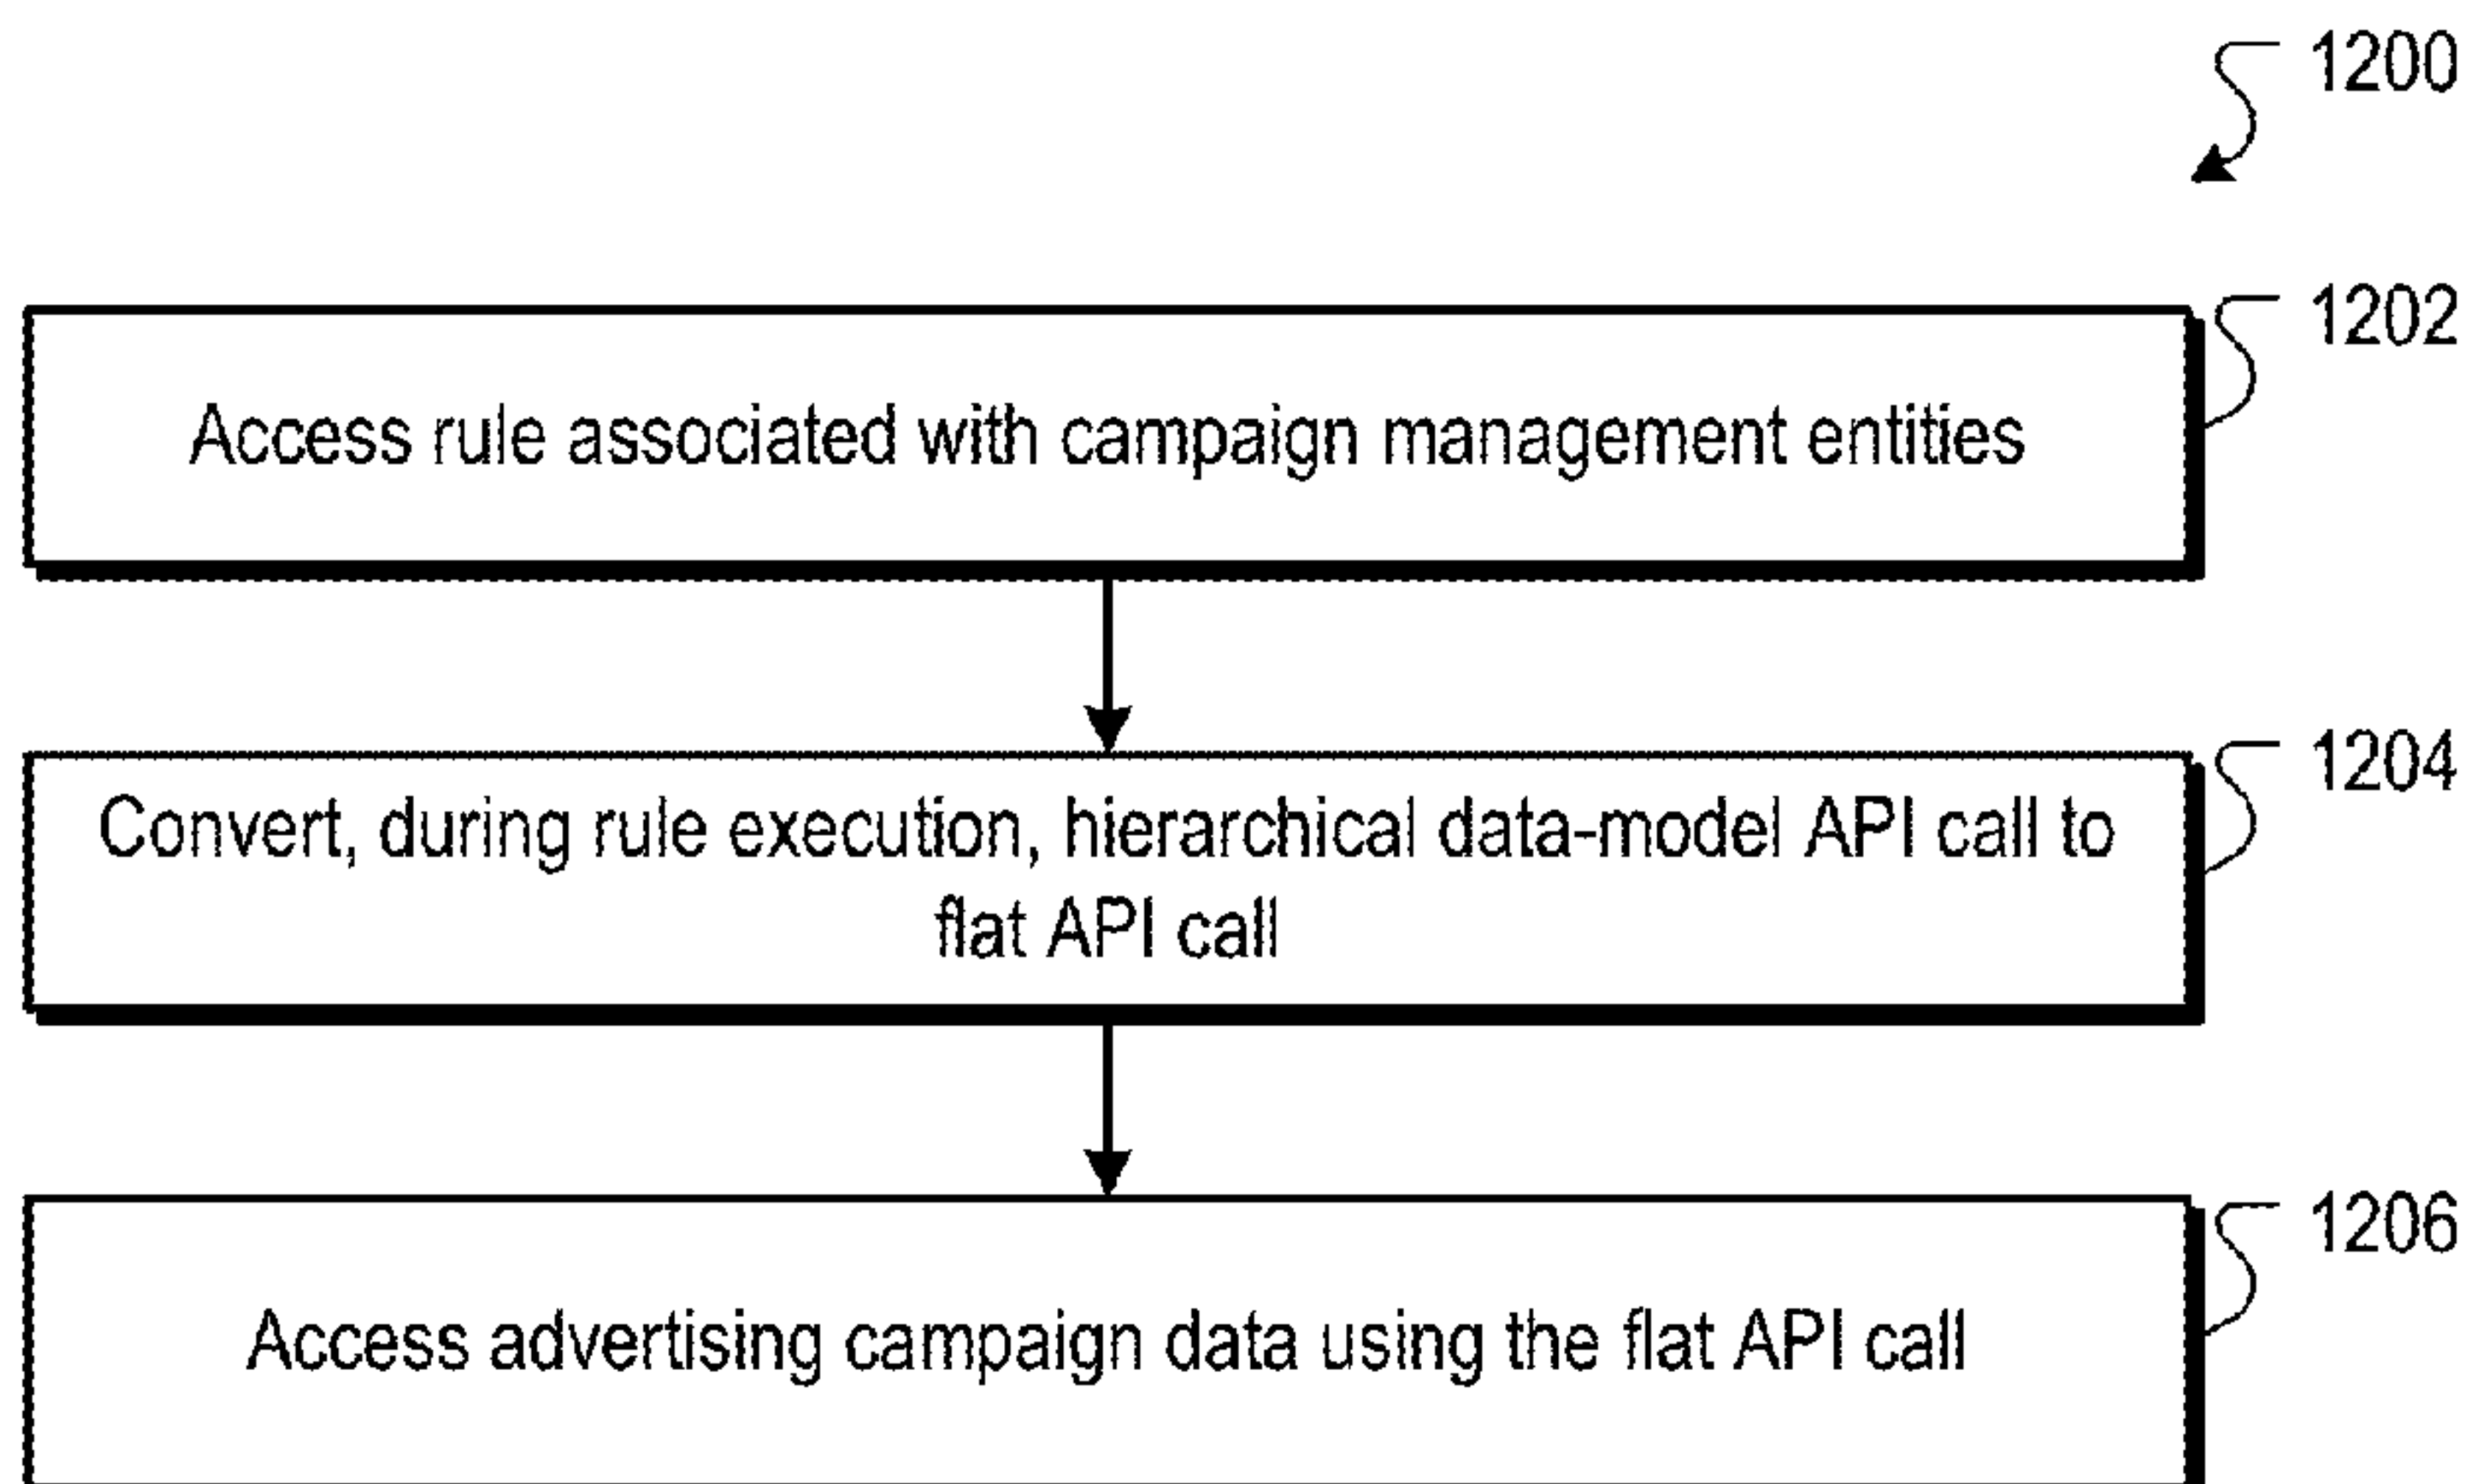 1200
1202
Access rule associated with campaign management entities
1204
Convert, during rule execution, hierarchical data-model API call to
flat API call
1206
Access advertising campaign data using the flat API call